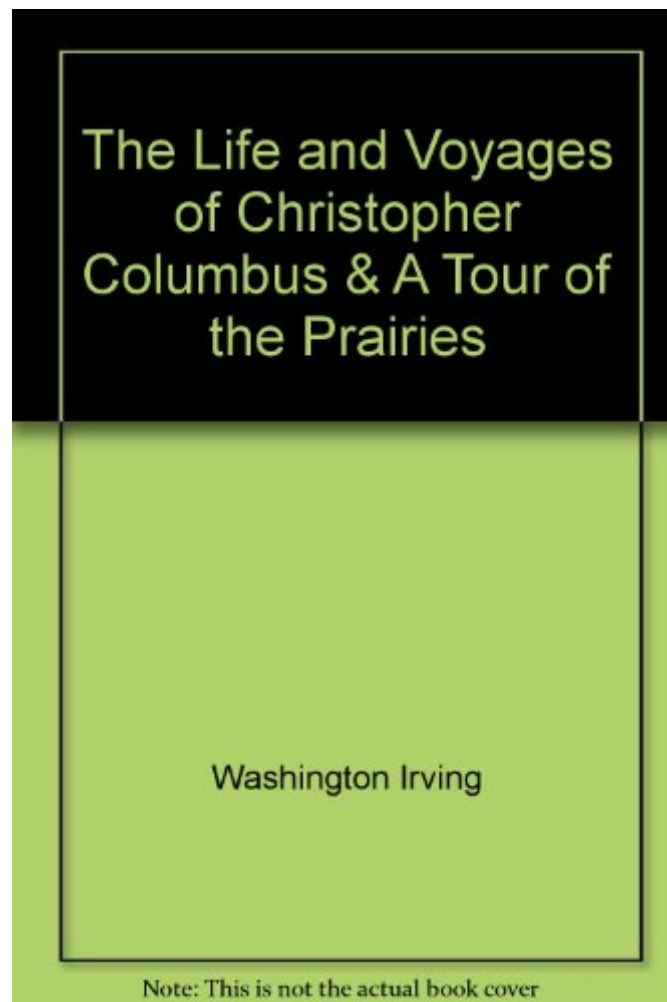 The Life and Voyages
of Christopher
Columbus & A Tour of
the Prairies
Washington Irving
Note: This is not the actual book cover